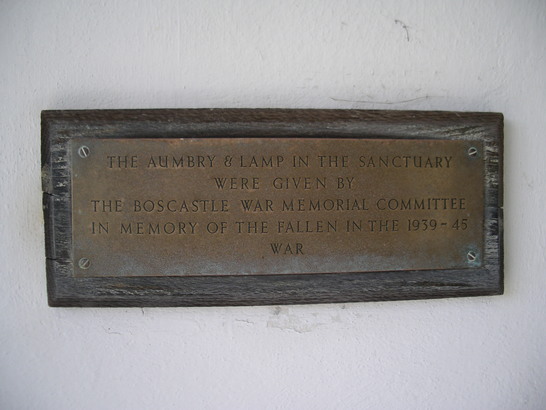 THE AUMBRY & LAMP IN THE SANCTUARY
WERE GIVEN BY
THE BOSCASTLE WAR MEMORIAL COMMITTEE
IN MEMORY OF THE FALLEN IN THE 1939-45
WAR